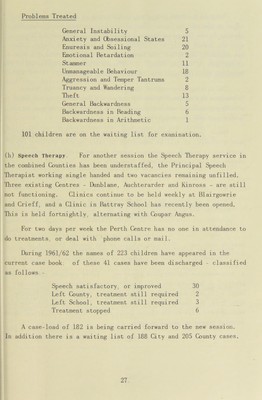 Problems Treated
General Instability 5
Anxiety and Obsessional States 21
Enuresis and Soiling 20
Emotional Retardation 2
Stammer 11
Unmanageable Behaviour 18
Aggression and Temper Tantrums 2
Truancy and Wandering 8
Theft 13
General Backwardness 5
Backwardness in Reading 6
Backwardness in Arithmetic 1
101 children are on the waiting list for examination.
(h) Speech Therapy. For another session the Speech Therapy service in
the combined Counties has been understaffed, the Principal Speech
Therapist working single handed and two vacancies remaining unfilled.
Three existing Centres - Dunblane, Auchterarder and Kinross - are still
not functioning. Clinics continue to be held weekly at Blairgowrie
and Crieff, and a Clinic in Rattray School has recently been opened.
This is held fortnightly, alternating with Coupar Angus.
For two days per week the Perth Centre has no one in attendance to
do treatments, or deal with 'phone calls or mail.
During 1961/62 the names of 223 children have appeared in the
current case book, of these 41 cases have been discharged - classified
as follows:-
Speech satisfactory, or improved 30
Left County, treatment still required 2
Left School, treatment still required 3
Treatment stopped 6
A case-load of 182 is being carried forward to the new session.
In addition there is a waiting list of 188 City and 205 County cases.
27.